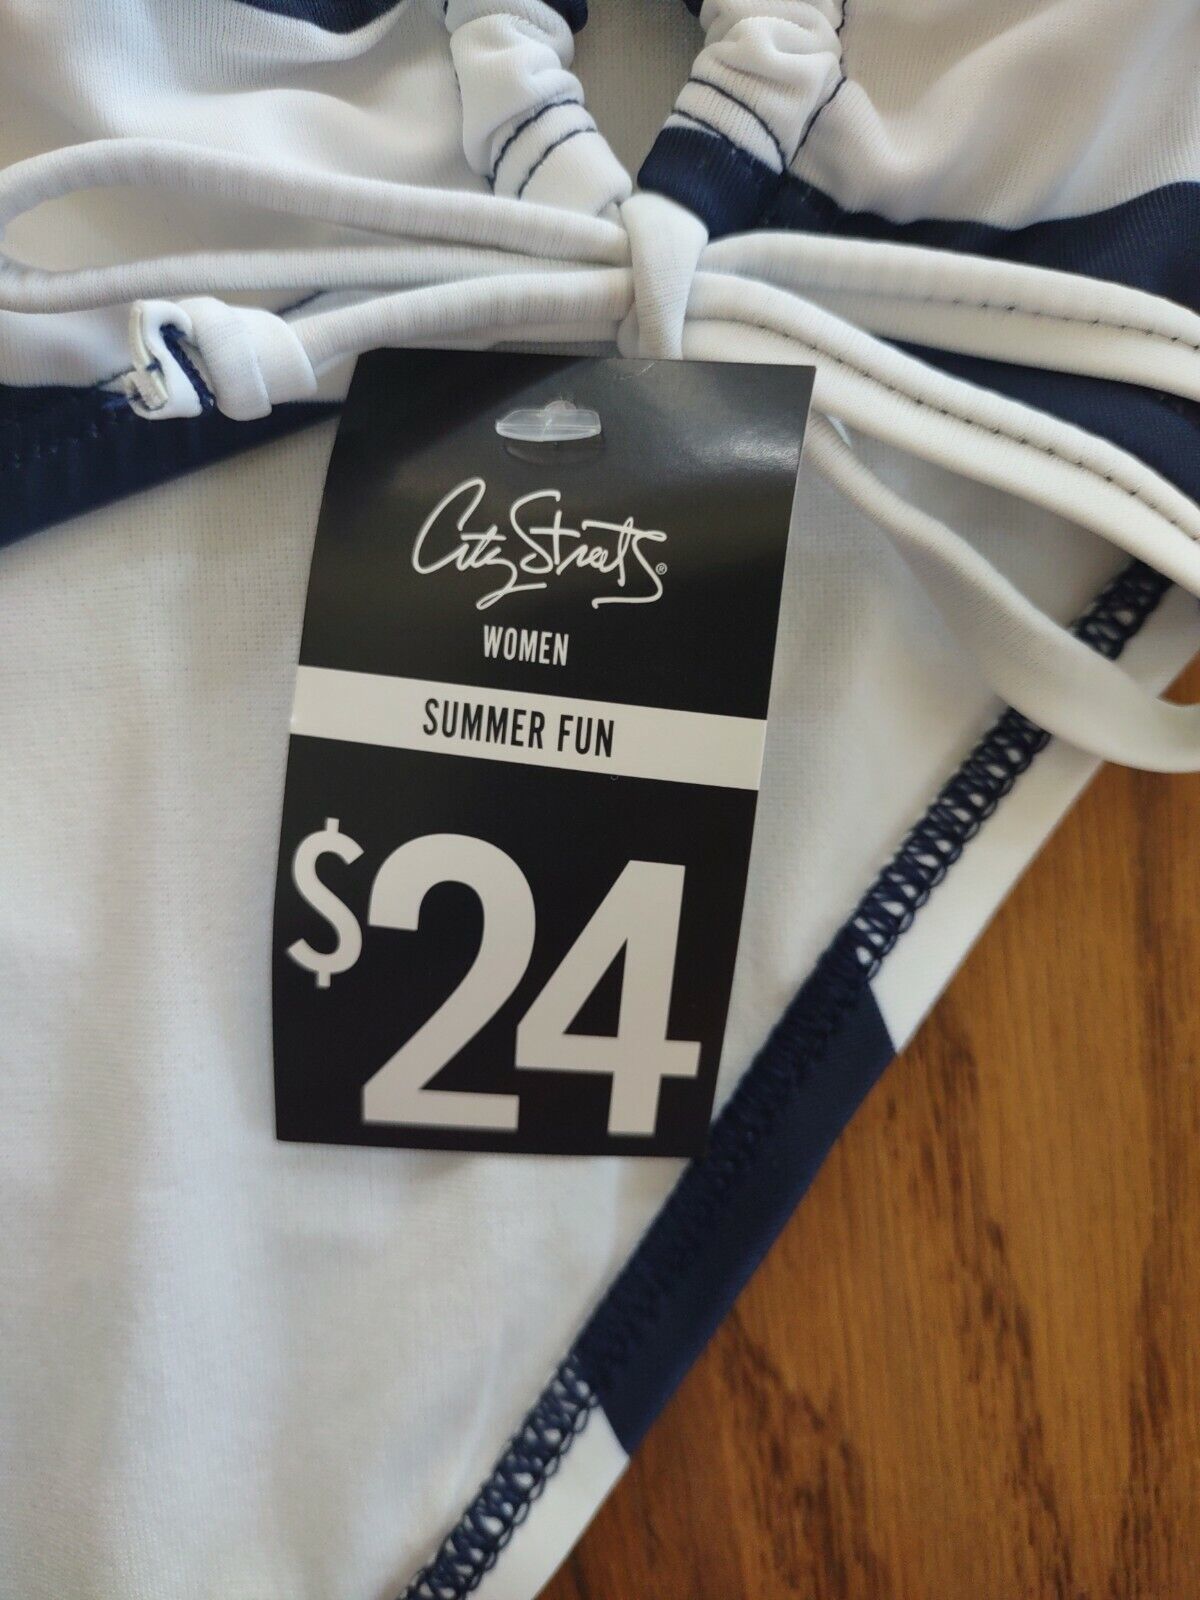 City Streets®
WOMEN
SUMMER FUN
$24